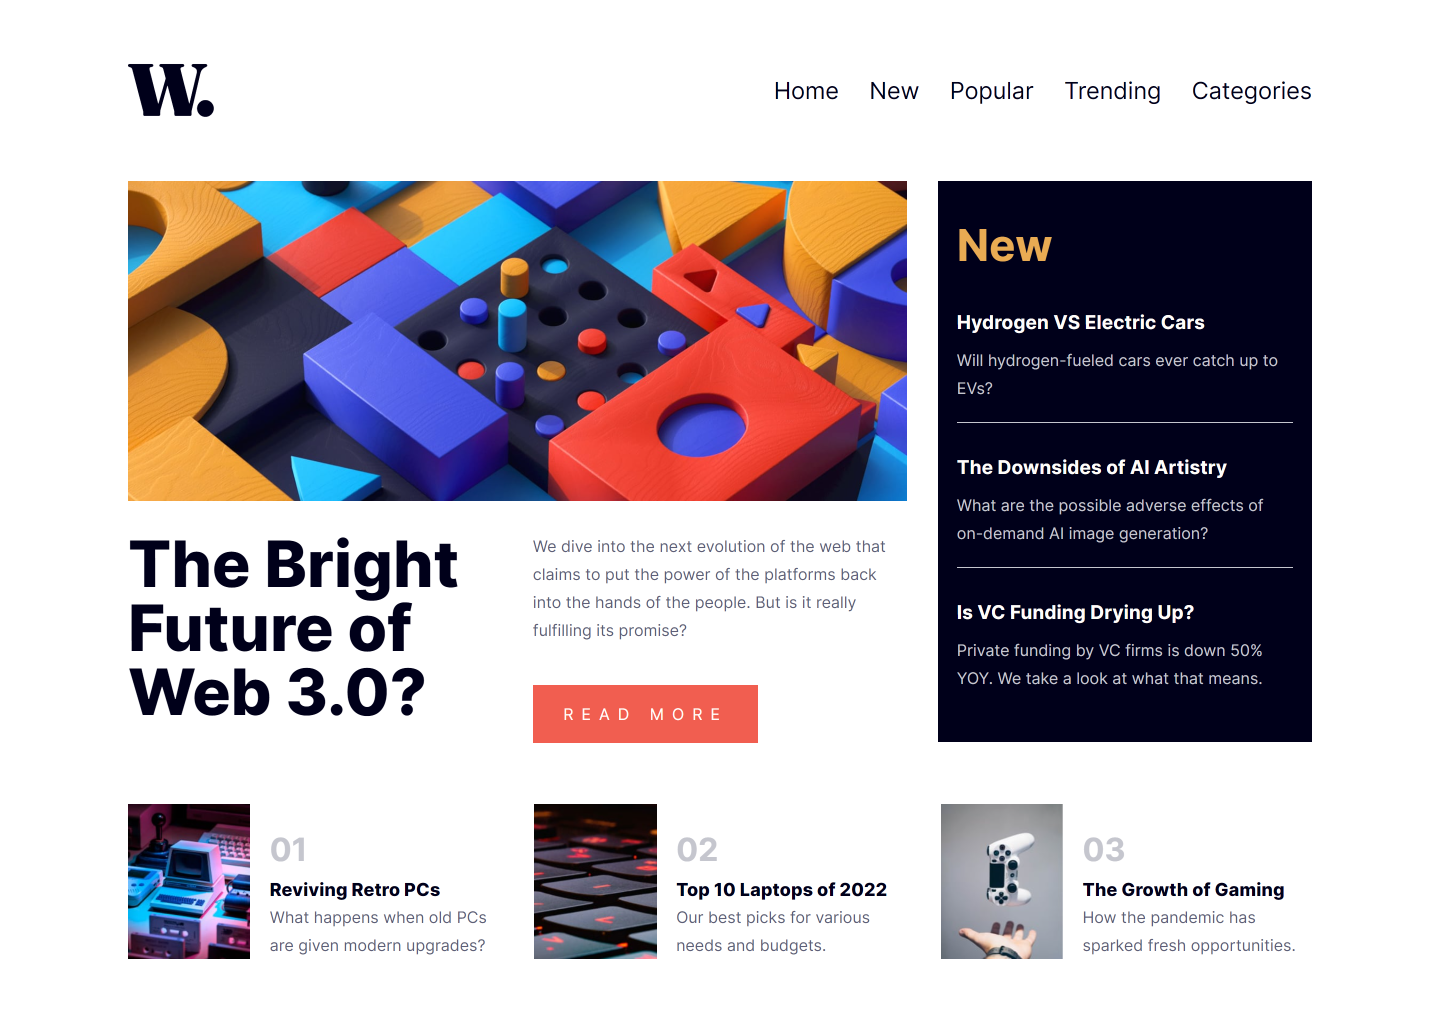 W.
Home New Popular Trending Categories
The Bright
Future of
Web 3.0?
We dive into the next evolution of the web that
claims to put the power of the platforms back
into the hands of the people. But is it really
fulfilling its promise?
READ MORE
New
Hydrogen VS Electric Cars
Will hydrogen-fueled cars ever catch up to
EVs?
The Downsides of AI Artistry
What are the possible adverse effects of
on-demand AI image generation?
Is VC Funding Drying Up?
Private funding by VC firms is down 50%
YOY. We take a look at what that means.
01
Reviving Retro PCs
What happens when old PCs
are given modern upgrades?
02
Top 10 Laptops of 2022
Our best picks for various
needs and budgets.
03
The Growth of Gaming
How the pandemic has
sparked fresh opportunities.